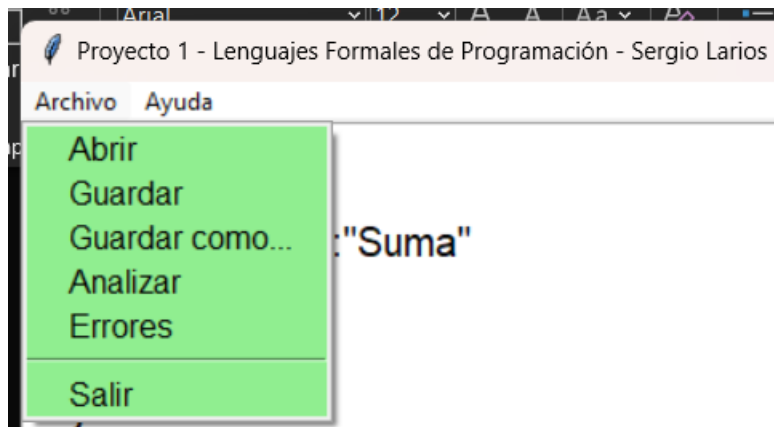 Arial 12 A A Aa
Proyecto 1 - Lenguajes Formales de Programación - Sergio Larios
Archivo Ayuda
Abrir
Guardar
Guardar como...
:"Suma"
Analizar
Errores
Salir